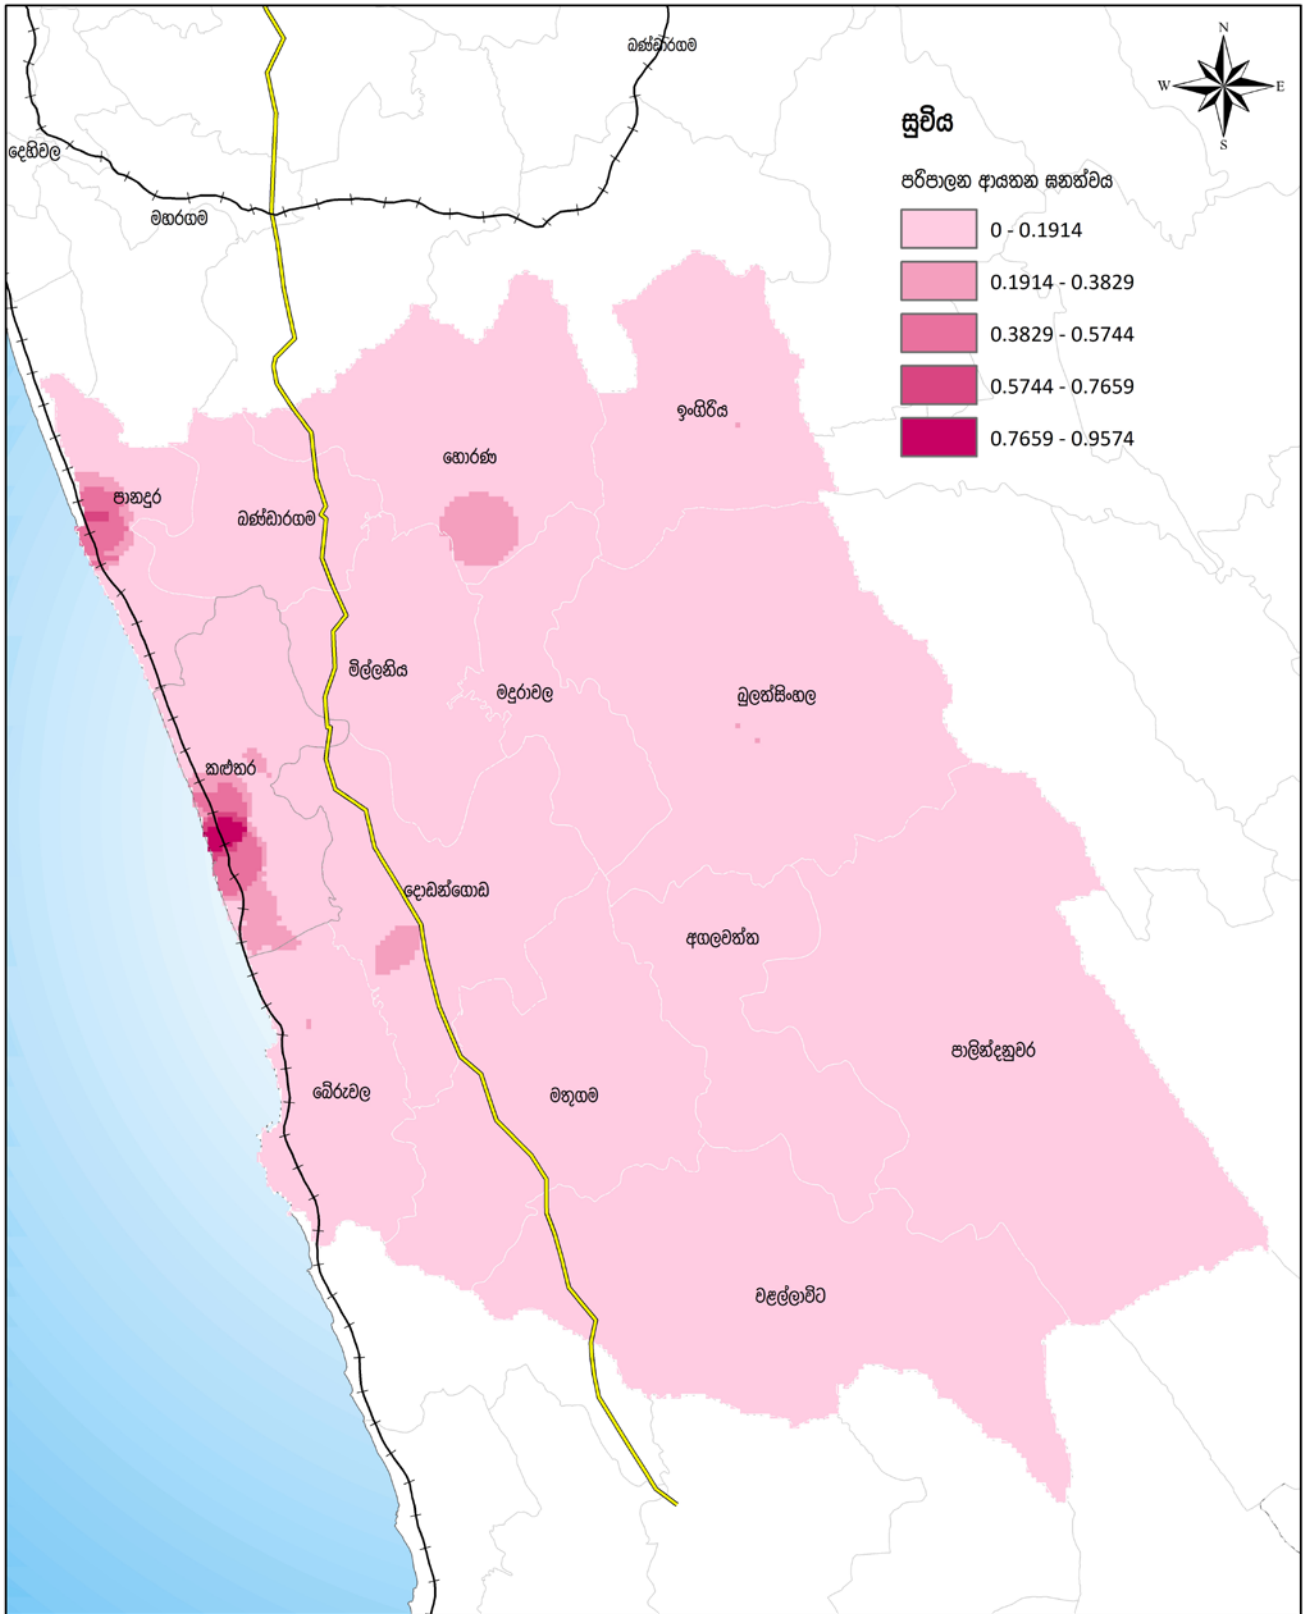 බණ්ඩාරගම
N
W
E
S
සුචිය
පරිපාලන ආයතන ඝනත්වය
0 - 0.1914
0.1914 - 0.3829
0.3829 - 0.5744
0.5744 - 0.7659
0.7659 - 0.9574
දෙහිවල
මහරගම
ඉංගිරිය
හොරණ
පානදුර
බණ්ඩාරගම
මිල්ලනිය
මදුරාවල
බුලත්සිංහල
කළුතර
දොඩන්ගොඩ
අගලවත්ත
පාලින්දනුවර
බේරුවල
මතුගම
වළල්ලාවිට